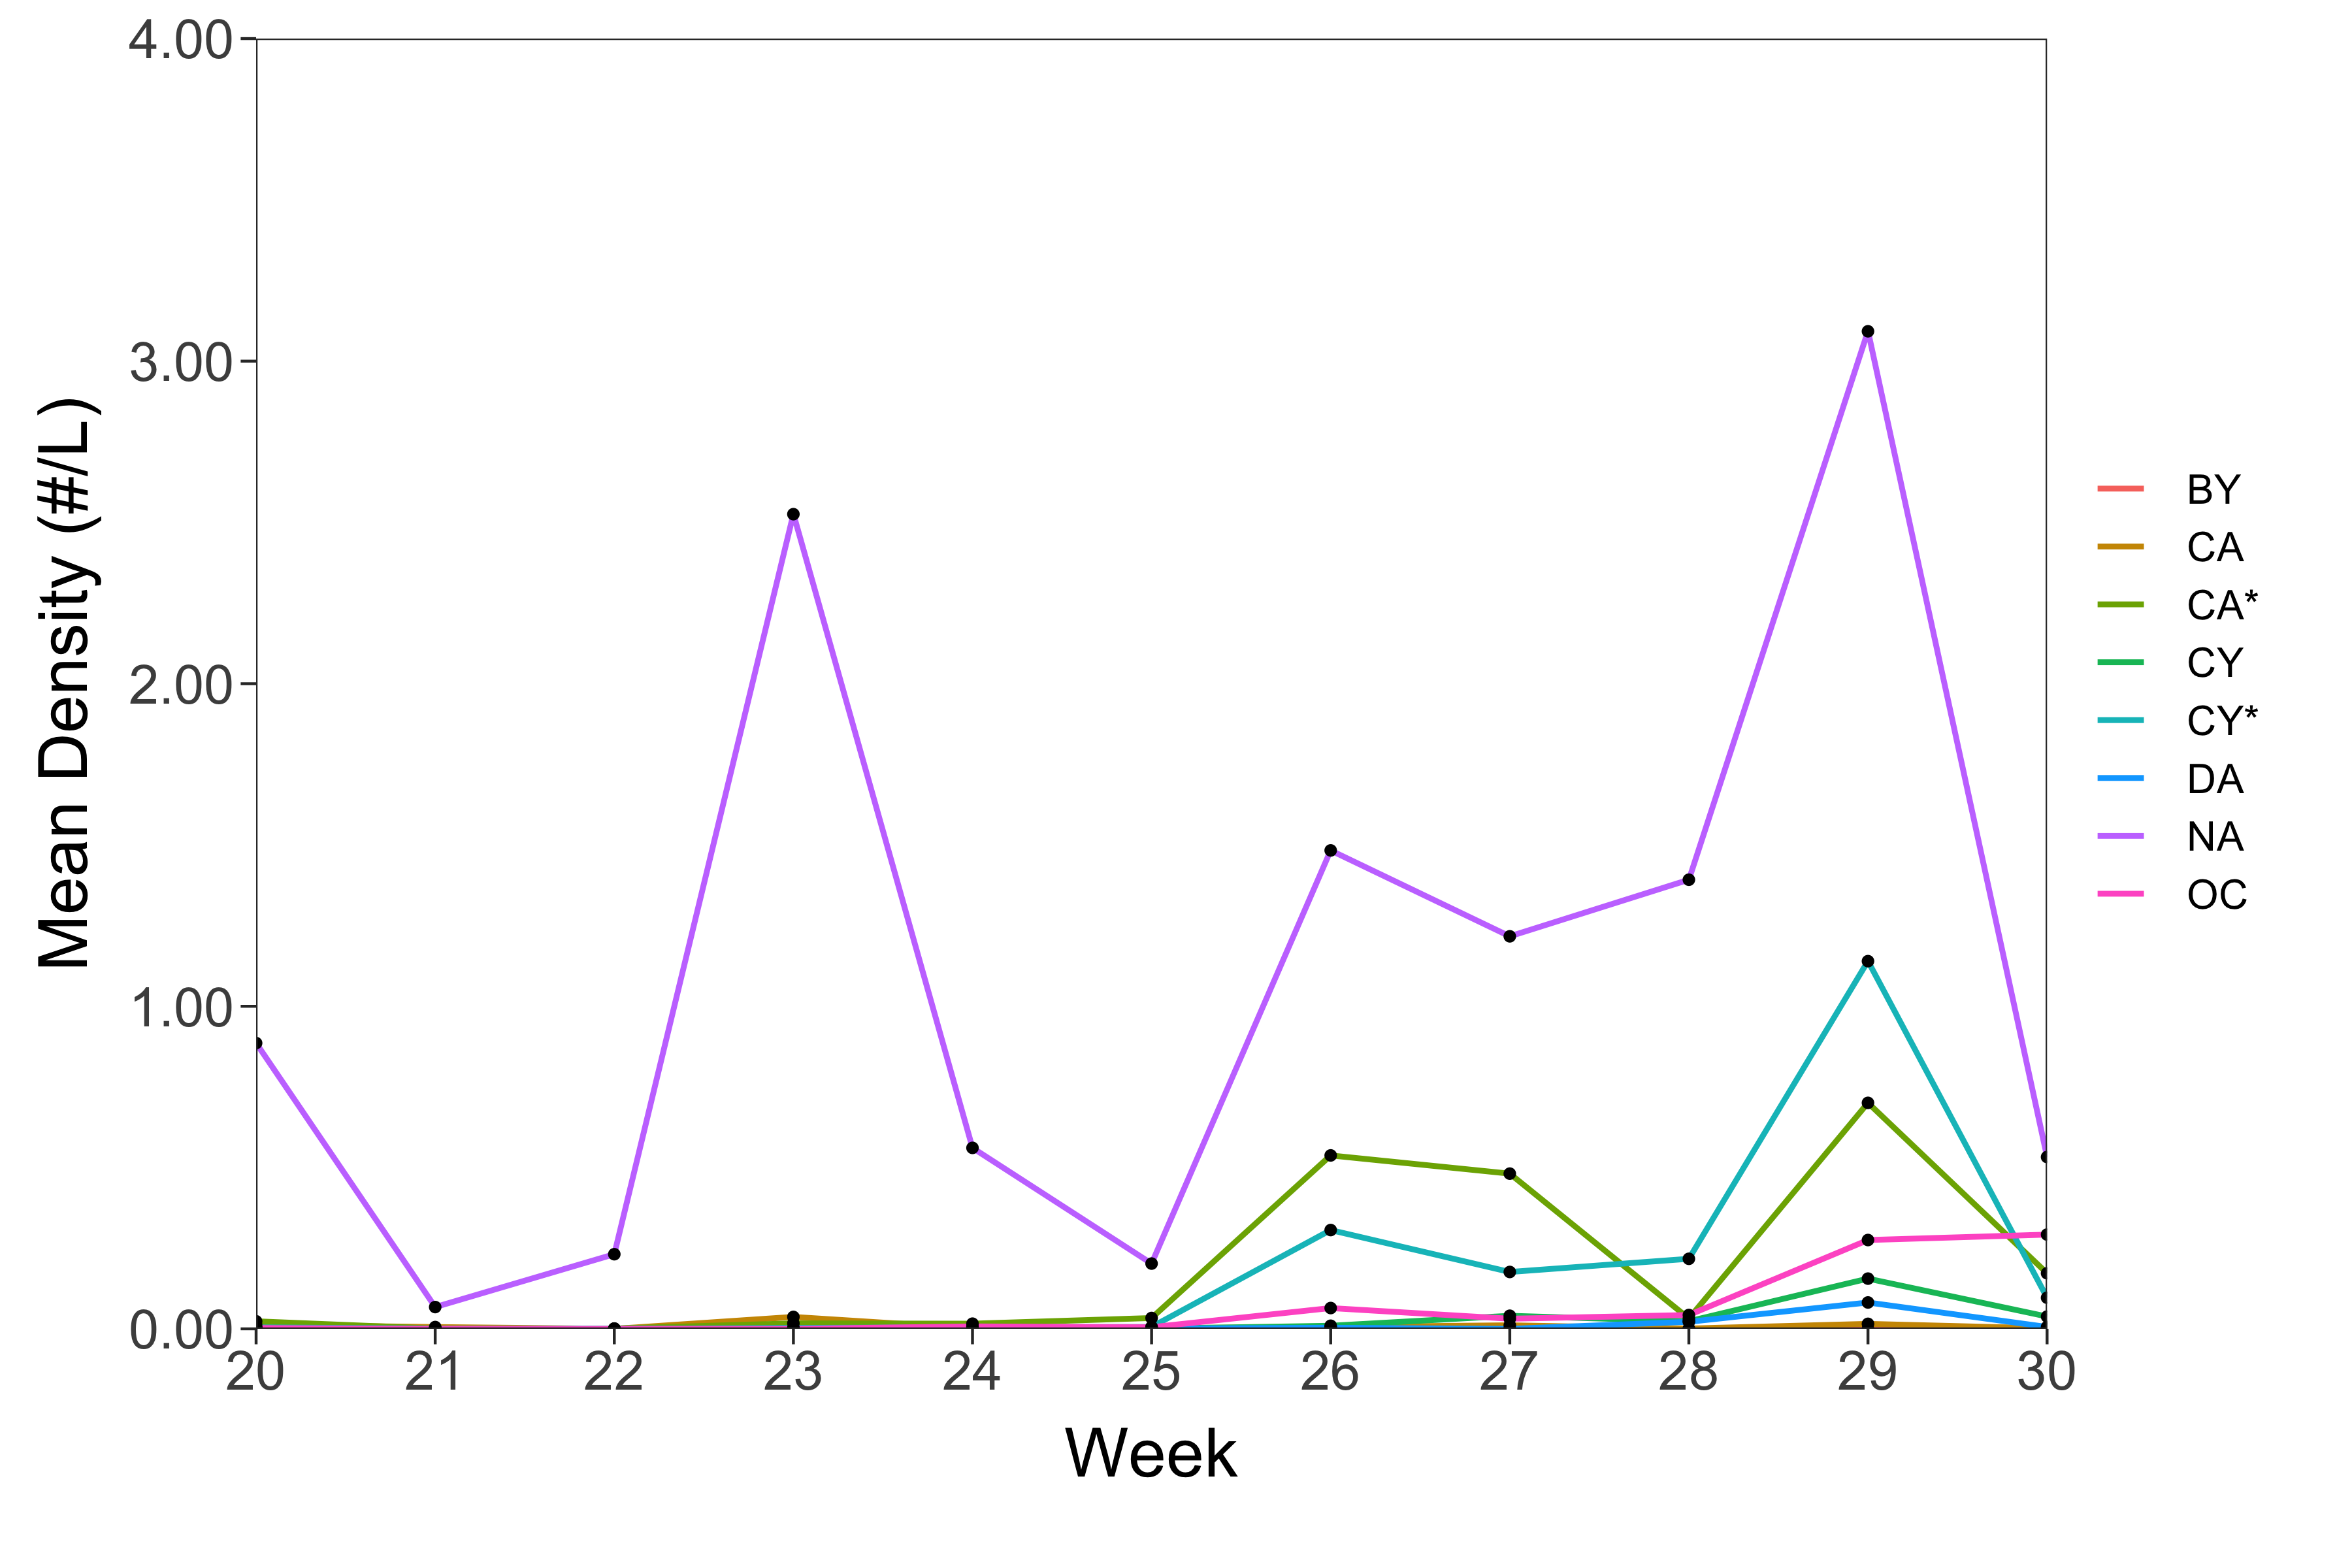 Mean Density (#/L)
4.00
3.00
2.00
1.00
0.00
20 21 22 23 24 25 26 27 28 29 30
Week
BY
CA
CA*
CY
CY*
DA
NA
OC